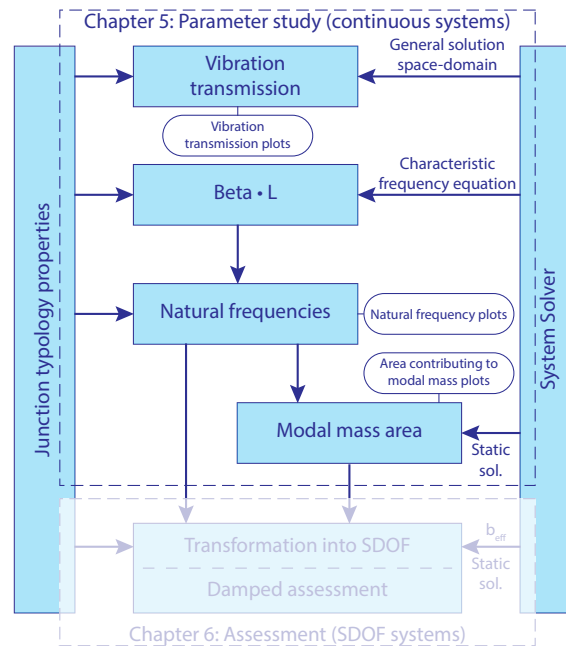 Chapter 5: Parameter study (continuous systems)
General solution
space-domain
Vibration
transmission
Vibration
transmission plots
Characteristic
frequency equation
Beta • L
Natural frequencies
Natural frequency plots
Area contributing to
modal mass plots
Modal mass area
Static
sol.
Junction typology properties
System Solver
Transformation into SDOF
Damped assessment
beff
Static
sol.
Chapter 6: Assessment (SDOF systems)